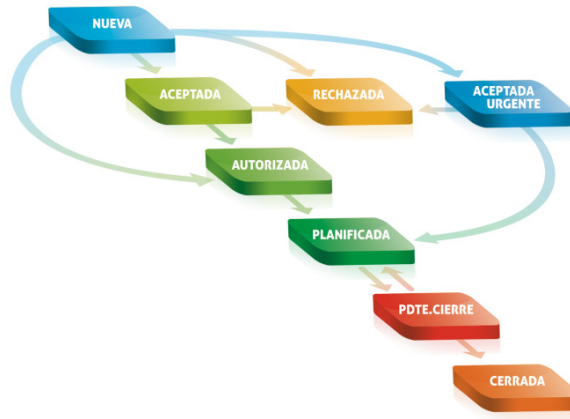 NUEVA
ACEPTADA
RECHAZADA
ACEPTADA
URGENTE
AUTORIZADA
PLANIFICADA
PDTE.CIERRE
CERRADA